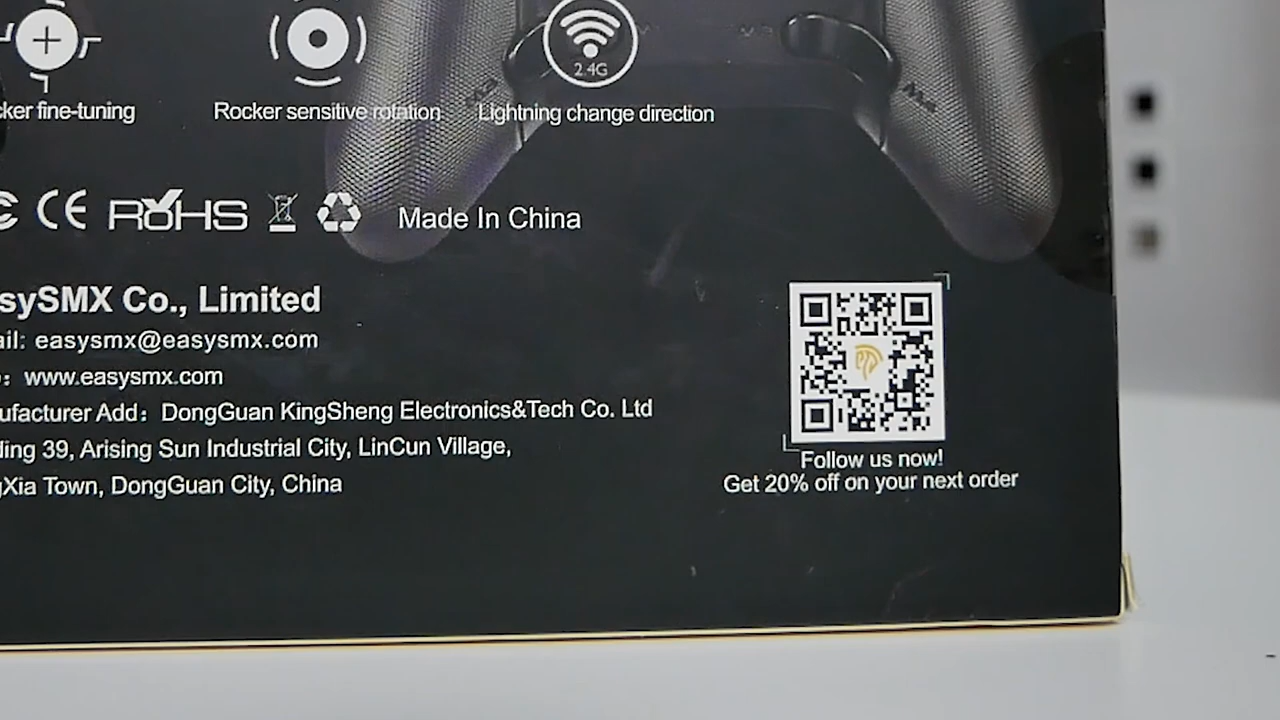 2.4G
cker fine-tuning
Rocker sensitive rotation
Lightning change direction
CE RoHS Made In China
sySMX Co., Limited
ail: easysmx@easysmx.com
: www.easysmx.com
ufacturer Add: DongGuan KingSheng Electronics&Tech Co. Ltd
ding 39, Arising Sun Industrial City, LinCun Village,
gXia Town, DongGuan City, China
Follow us now!
Get 20% off on your next order